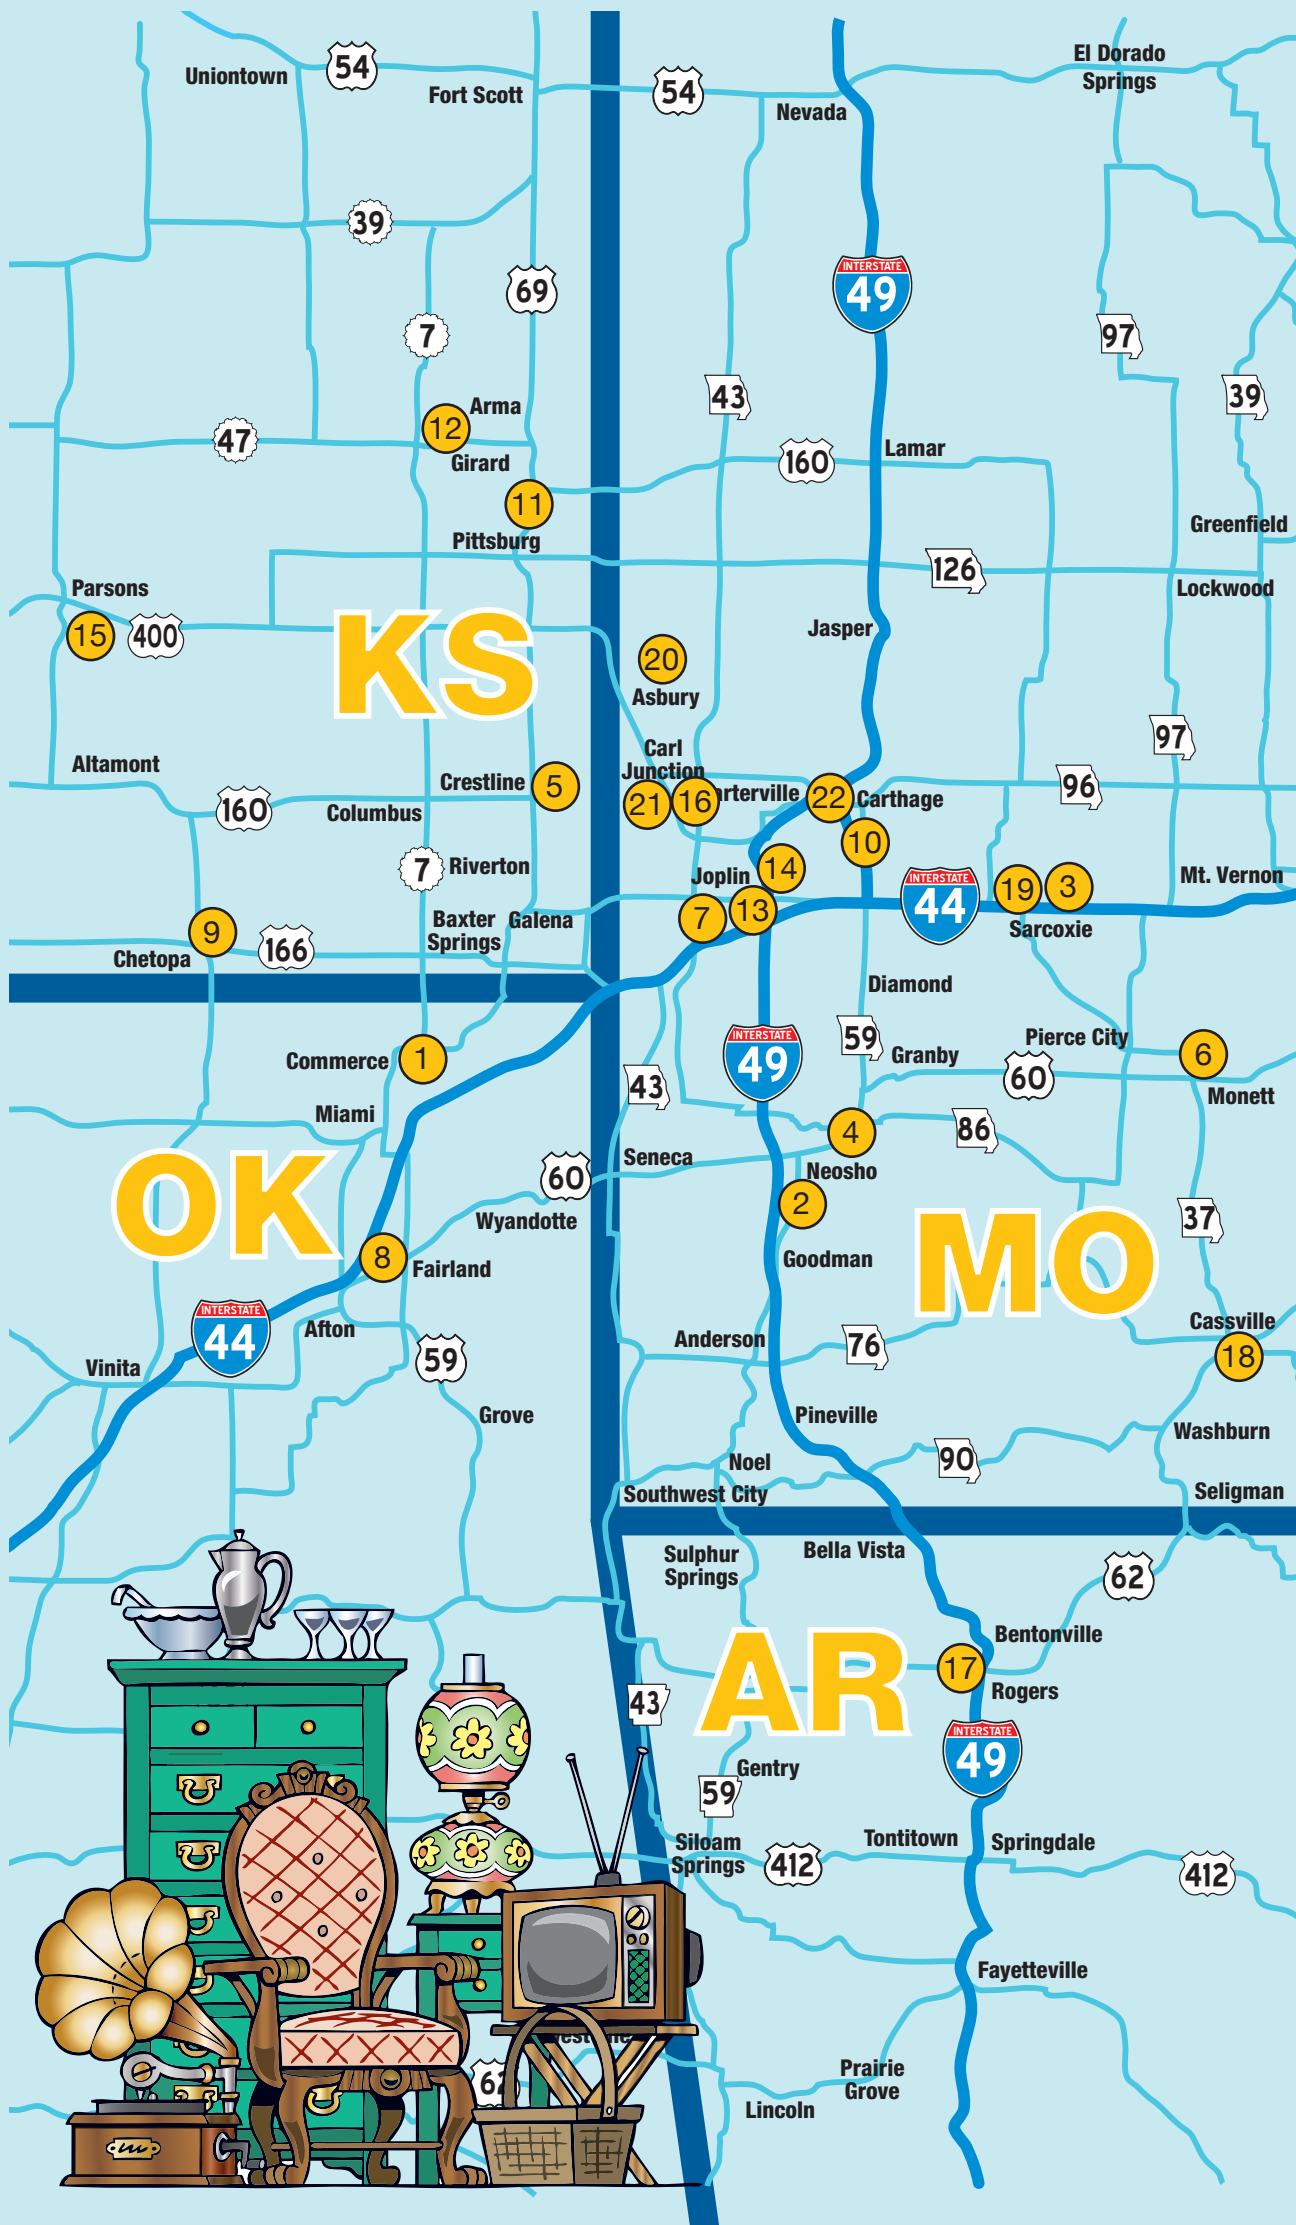 El Dorado
Springs
54
Uniontown
Fort Scott
54
Nevada
39
69
INTERSTATE
49
7
97
43
39
Arma
12
47
Girard
160
Lamar
11
Pittsburg
Greenfield
126
Parsons
Lockwood
15
400
Jasper
KS
20
Asbury
97
Carl
Junction
Altamont
Crestline
5
96
21
16
arterville
22
Carthage
160
Columbus
10
7
Riverton
Joplin
14
Mt. Vernon
INTERSTATE
44
19
3
7
13
Baxter
Springs
Galena
Sarcoxie
9
166
Chetopa
Diamond
INTERSTATE
49
59
Granby
Pierce City
6
Commerce
1
60
43
Monett
Miami
4
86
Seneca
Neosho
60
OK
2
MO
37
Wyandotte
8
Fairland
Goodman
INTERSTATE
44
Afton
Anderson
76
Cassville
18
59
Vinita
Grove
Pineville
Washburn
Noel
90
Southwest City
Seligman
Bella Vista
Sulphur
Springs
62
Bentonville
17
Rogers
AR
43
INTERSTATE
49
Gentry
59
Tontitown
Springdale
Siloam
Springs
412
412
Fayetteville
62
Prairie
Grove
Lincoln